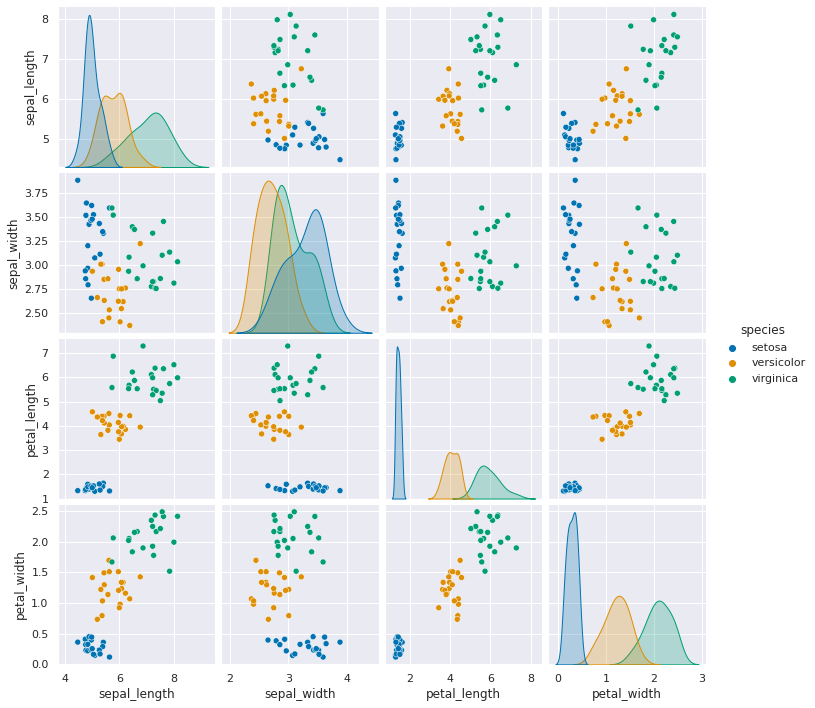 sepal_length
8
7
6
5
sepal_width
3.75
3.50
3.25
3.00
2.75
2.50
species
setosa
versicolor
virginica
petal_length
7
6
5
4
3
2
1
petal_width
2.5
2.0
1.5
1.0
0.5
0.0
4 6 8 2 3 4 2 4 6 8 0 1 2 3
sepal_length sepal_width petal_length petal_width